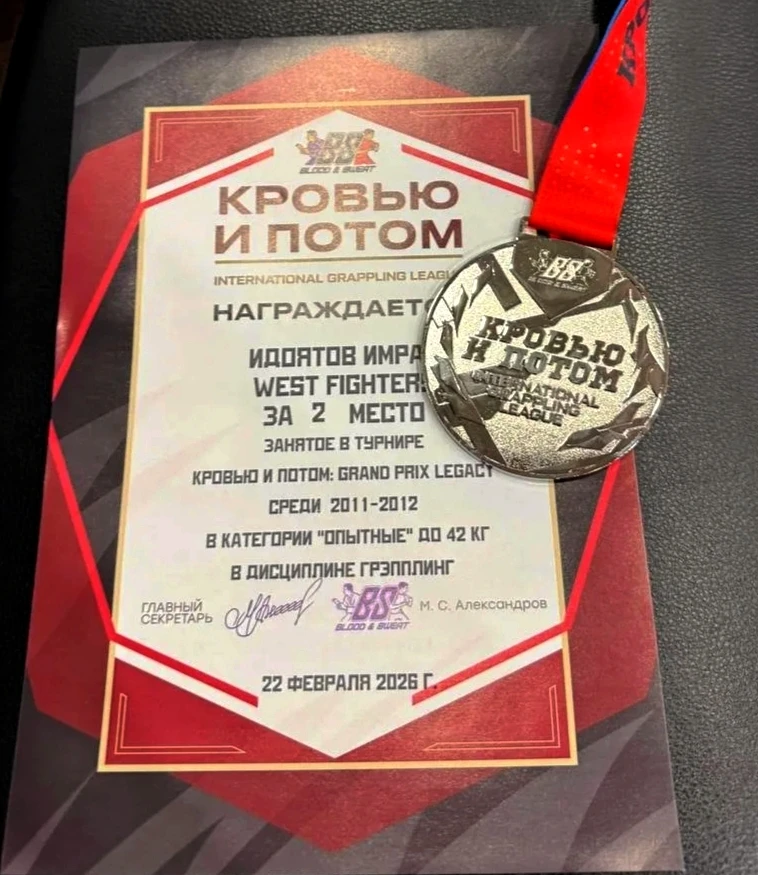 BS
BLOOD & SWEAT
КРОВЬЮ
И ПОТОМ
INTERNATIONAL GRAPPLING LEAGU
НАГРАЖДАЕТС
ИДОЯТОВ ИМРА
WEST FIGHTER
ЗА 2 МЕСТО
ЗАНЯТОЕ В ТУРНИРЕ
КРОВЬЮ И ПОТОМ: GRAND PRIX LEGACY
СРЕДИ 2011-2012
В КАТЕГОРИИ "ОПЫТНЫЕ" ДО 42 КГ
В ДИСЦИПЛИНЕ ГРЭППЛИНГ
ГЛАВНЫЙ
СЕКРЕТАРЬ
BS
BLOOD & SWEAT
М. С. Александров
22 ФЕВРАЛЯ 2026 Г.
КРО
BS
BLOOD & SWEAT
КРОВЬЮ
И ПОТОМ
INTERNATIONAL
GRAPPLING
LEAGUE